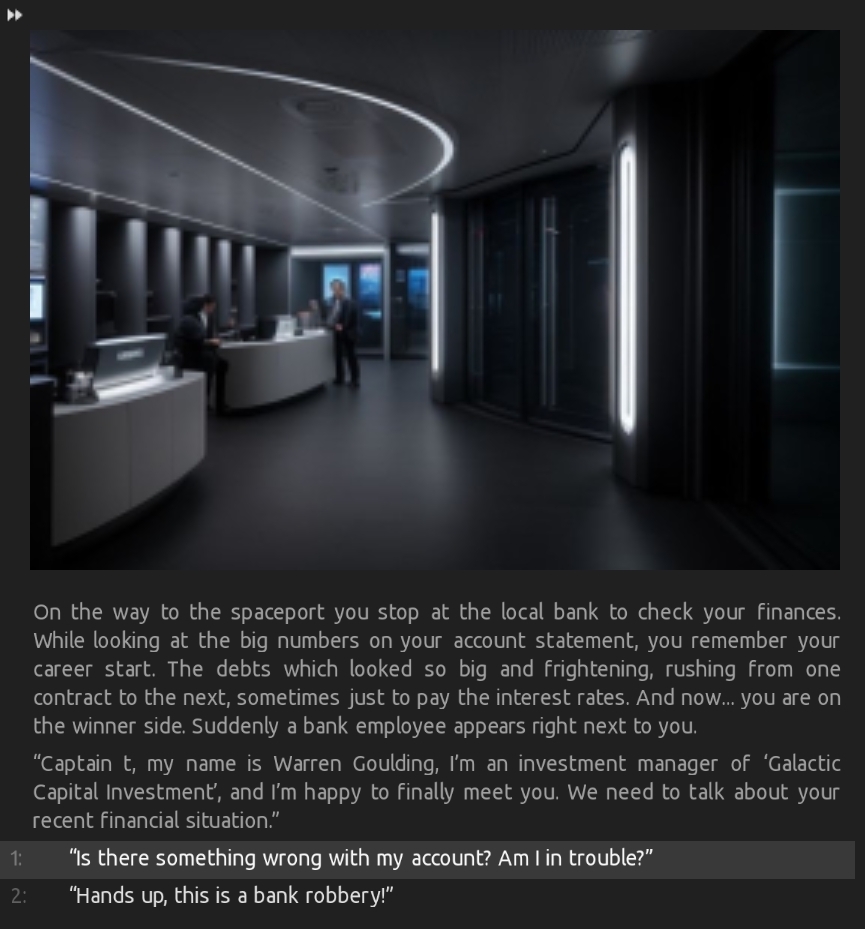 On the way to the spaceport you stop at the local bank to check your finances.
While looking at the big numbers on your account statement, you remember your
career start. The debts which looked so big and frightening, rushing from one
contract to the next, sometimes just to pay the interest rates. And now... you are on
the winner side. Suddenly a bank employee appears right next to you.
“Captain t, my name is Warren Goulding, I’m an investment manager of ‘Galactic
Capital Investment’, and I’m happy to finally meet you. We need to talk about your
recent financial situation.”
1: “Is there something wrong with my account? Am I in trouble?”
2: “Hands up, this is a bank robbery!”